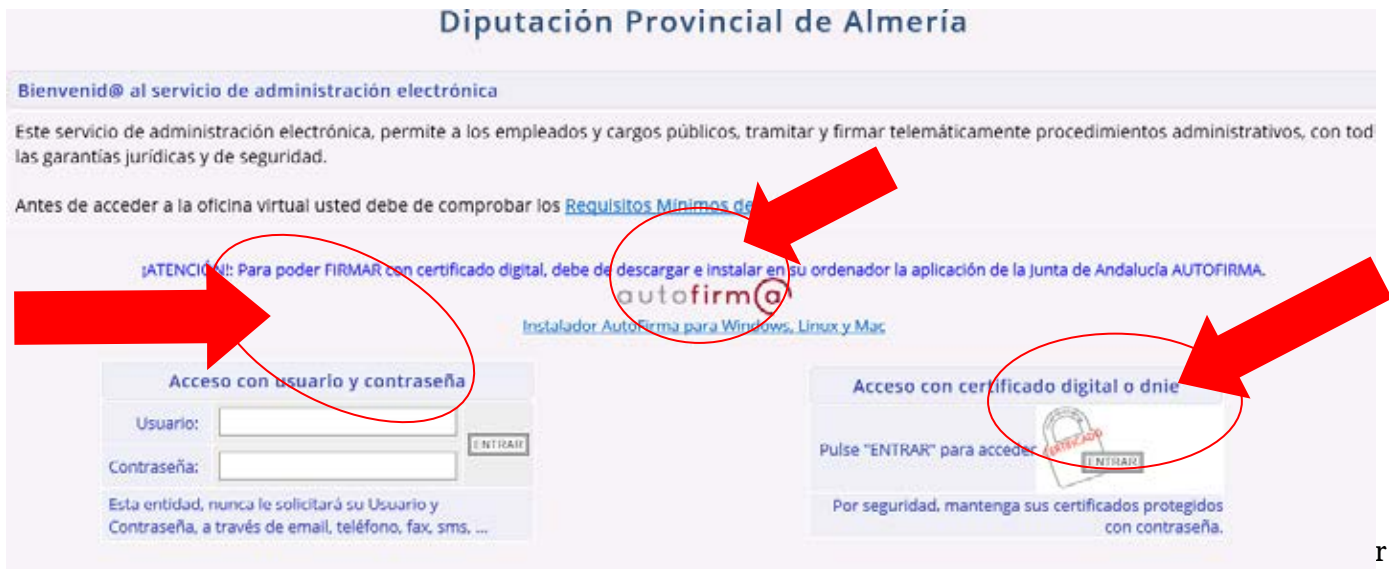 Diputación Provincial de Almería
Bienvenid@ al servicio de administración electrónica
Este servicio de administración electrónica, permite a los empleados y cargos públicos, tramitar y firmar telemáticamente procedimientos administrativos, con tod
las garantías jurídicas y de seguridad.
Antes de acceder a la oficina virtual usted debe de comprobar los Requisitos Mínimos de
¡ATENCIÓN!: Para poder FIRMAR con certificado digital, debe de descargar e instalar en su ordenador la aplicación de la Junta de Andalucía AUTOFIRMA.
autofirm@
Instalador AutoFirma para Windows, Linux y Mac
Acceso con usuario y contraseña
Usuario:
ENTRAR
Contraseña:
Esta entidad, nunca le solicitará su Usuario y
Contraseña, a través de email, teléfono, fax, sms, ...
Acceso con certificado digital o dnie
Pulse "ENTRAR" para acceder
CERTIFICADO
ENTRAR
Por seguridad, mantenga sus certificados protegidos
con contraseña.
r